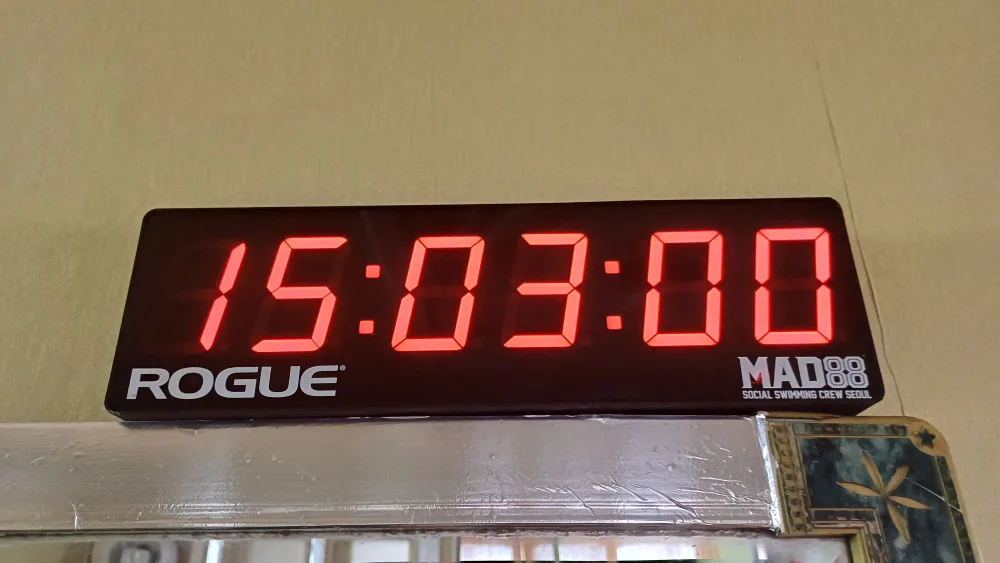 15:03:00
ROGUE®
MAD88
SOCIAL SWIMMING CREW SEOUL